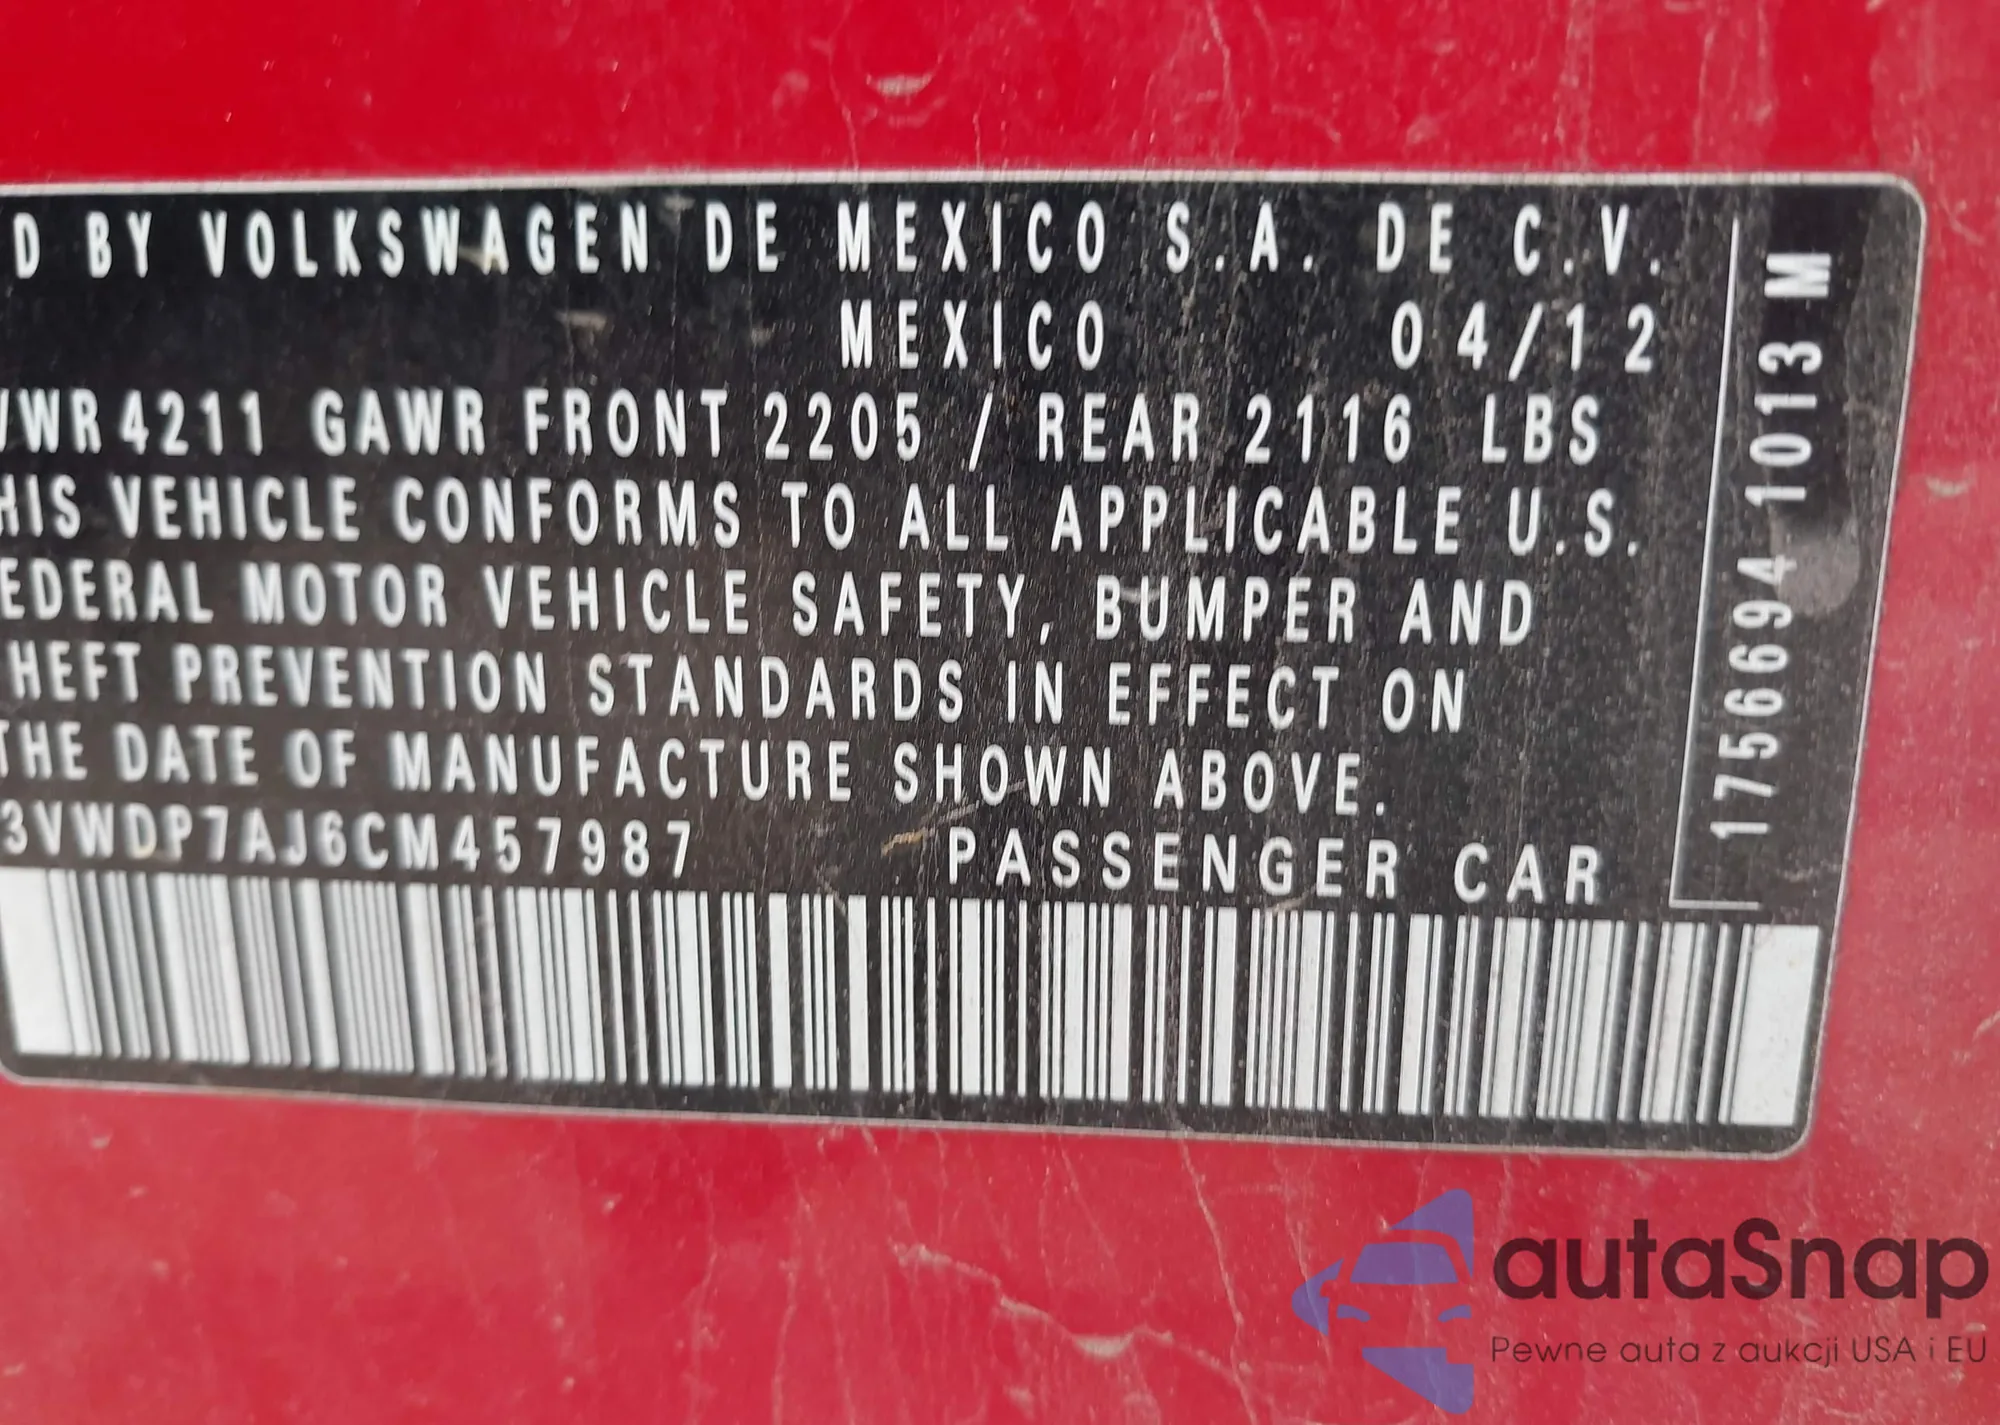 D BY VOLKSWAGEN DE MEXICO S.A. DE C.V.
MEXICO 04/12
VWR4211 GAWR FRONT 2205 / REAR 2116 LBS
HIS VEHICLE CONFORMS TO ALL APPLICABLE U.S.
EDERAL MOTOR VEHICLE SAFETY, BUMPER AND
HEFT PREVENTION STANDARDS IN EFFECT ON
THE DATE OF MANUFACTURE SHOWN ABOVE.
3VWDP7AJ6CM457987 PASSENGER CAR
1756694 1013 M
autaSnap
Pewne auta z aukcji USA i EU